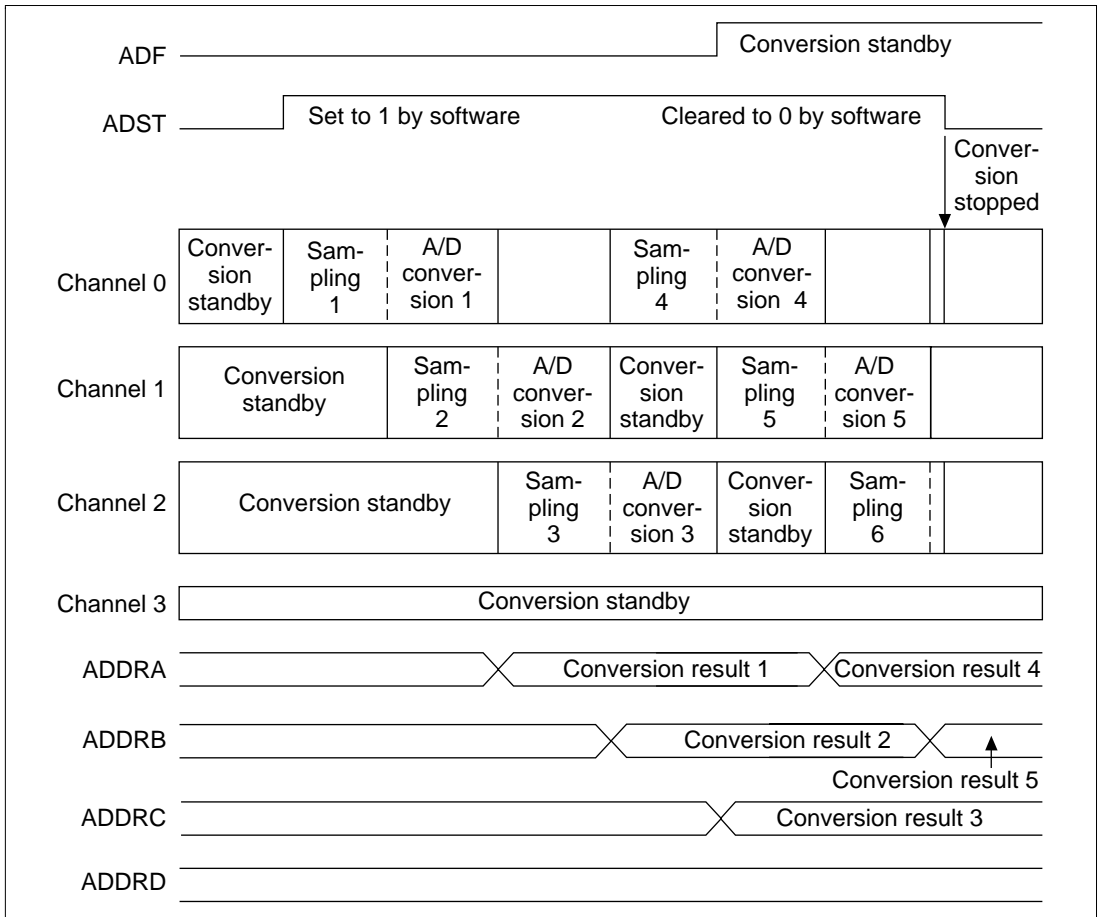 ADF
Conversion standby
ADST
Set to 1 by software
Cleared to 0 by software
Conver-
sion
stopped
Channel 0
Conver-
sion
standby
Sam-
pling
1
A/D
conver-
sion 1
Sam-
pling
4
A/D
conver-
sion 4
Channel 1
Conversion
standby
Sam-
pling
2
A/D
conver-
sion 2
Conver-
sion
standby
Sam-
pling
5
A/D
conver-
sion 5
Channel 2
Conversion standby
Sam-
pling
3
A/D
conver-
sion 3
Conver-
sion
standby
Sam-
pling
6
Channel 3
Conversion standby
ADDRA
Conversion result 1
Conversion result 4
ADDRB
Conversion result 2
Conversion result 5
ADDRC
Conversion result 3
ADDRD